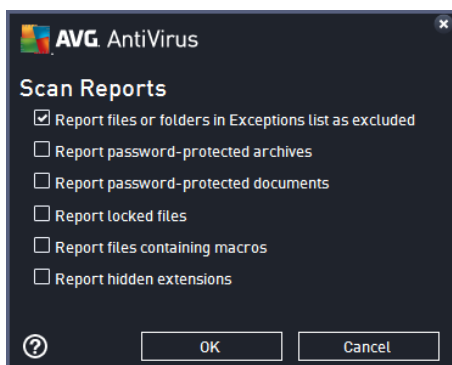 AVG AntiVirus
Scan Reports
Report files or folders in Exceptions list as excluded
Report password-protected archives
Report password-protected documents
Report locked files
Report files containing macros
Report hidden extensions
? OK Cancel